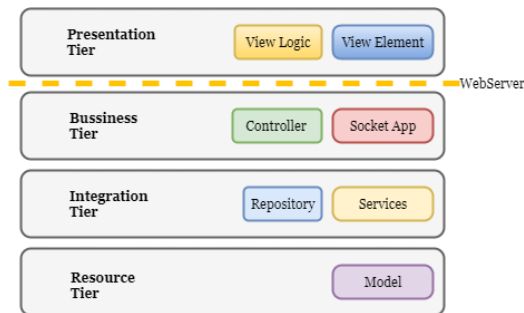 Presentation
Tier
View Logic
View Element
WebServer
Bussiness
Tier
Controller
Socket App
Integration
Tier
Repository
Services
Resource
Tier
Model